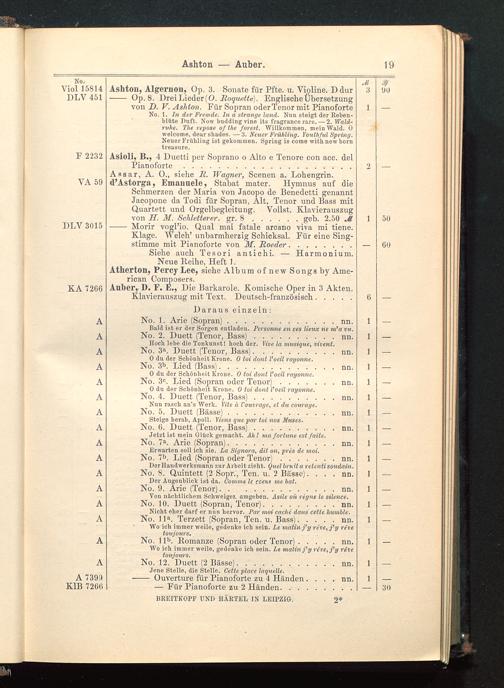 Ashton — Auber. 19
No. ℳ ₰
Viol 15814 Ashton, Algernon, Op. 3. Sonate für Pfte. u. Violine. D dur 3 90
DLV 451 —— Op. 8. Drei Lieder (O. Roquette). Englische Übersetzung
von D. V. Ashton. Für Sopran oder Tenor mit Pianoforte 1 —
No. 1. In der Fremde. In a strange land. Nun steigt der Reben-
blüte Duft. Now budding vine its fragrance rare. — 2. Wald-
ruhe. The repose of the forest. Willkommen, mein Wald. O
welcome, dear shades. — 3. Neuer Frühling. Youthful Spring.
Neuer Frühling ist gekommen. Spring is come with new born
treasure.
F 2232 Asioli, B., 4 Duetti per Soprano o Alto e Tenore con acc. del
Pianoforte . . . . . . . . . . . . . . . . 2 —
Assar, A. O., siehe R. Wagner, Scenen a. Lohengrin.
VA 59 d'Astorga, Emanuele, Stabat mater. Hymnus auf die
Schmerzen der Maria von Jacopo de Benedetti genannt
Jacopone da Todi für Sopran, Alt, Tenor und Bass mit
Quartett und Orgelbegleitung. Vollst. Klavierauszug
von H. M. Schletterer. gr. 8 . . . . . . geb. 2.50 ℳ 1 50
DLV 3015 —— Morir vogl'io. Qual mai fatale arcano viva mi tiene.
Klage. Welch' unbarmherzig Schicksal. Für eine Sing-
stimme mit Pianoforte von M. Roeder . . . . . . . — 60
Siehe auch Tesori antichi. — Harmonium.
Neue Reihe, Heft 1.
Atherton, Percy Lee, siehe Album of new Songs by Ame-
rican Composers.
KA 7266 Auber, D. F. E., Die Barkarole. Komische Oper in 3 Akten.
Klavierauszug mit Text. Deutsch-französisch . . . . . 6 —
Daraus einzeln:
A No. 1. Arie (Sopran) . . . . . . . . . . . . nn. 1 —
Bald ist er der Sorgen entladen. Personne en ces lieux ne m'a vu.
A No. 2. Duett (Tenor, Bass) . . . . . . . . . nn. 1 —
Hoch lebe die Tonkunst! hoch der. Vive la musique, vivent.
A No. 3a. Duett (Tenor, Bass) . . . . . . . . . nn. 1 —
O du der Schönheit Krone. O toi dont l'oeil rayonne.
A No. 3b. Lied (Bass) . . . . . . . . . . . . nn. 1 —
O du der Schönheit Krone. O toi dont l'oeil rayonne.
A No. 3c. Lied (Sopran oder Tenor) . . . . . . . nn. 1 —
O du der Schönheit Krone. O toi dont l'oeil rayonne.
A No. 4. Duett (Tenor, Bass) . . . . . . . . . nn. 1 —
Nun rasch an's Werk. Vite à l'ouvrage, et du courage.
A No. 5. Duett (Bässe) . . . . . . . . . . . nn. 1 —
Steige herab, Apoll. Viens que par toi nos Muses.
A No. 6. Duett (Tenor, Bass) . . . . . . . . . nn. 1 —
Jetzt ist mein Glück gemacht. Ah! ma fortune est faite.
A No. 7a. Arie (Sopran) . . . . . . . . . . . nn. 1 —
Erwarten soll ich sie. La Signora, dit on, près de moi.
A No. 7b. Lied (Sopran oder Tenor) . . . . . . . nn. 1 —
Der Handwerksmann zur Arbeit zieht. Quel bruit a retenti soudain.
A No. 8. Quintett (2 Sopr., Ten. u. 2 Bässe) . . . . nn. 1 —
Der Augenblick ist da. Comme le
A No. 9. Arie (Tenor) . . . . . . . . . . . . nn. 1 —
Von nächtlichem Schweigen umgeben. Asile où règne le silence.
A No. 10. Duett (Sopran, Tenor) . . . . . . . . nn. 1 —
Nicht eher darf er uns hervor. Par moi caché dans cette humble.
A No. 11a. Terzett (Sopran, Ten. u. Bass) . . . . . nn. 1 —
Wo ich immer weile, gedenke ich sein. Le matin j'y rêve, j'y rêve
toujours.
A No. 11b. Romanze (Sopran oder Tenor) . . . . . nn. 1 —
Wo ich immer weile, gedenke ich sein. Le matin j'y rêve, j'y rêve
toujours.
A No. 12. Duett (2 Bässe) . . . . . . . . . . nn. 1 —
Jene Stelle, die Stelle. Cette place laquelle.
A 7399 —— Ouverture für Pianoforte zu 4 Händen . . . . nn. 1 —
KlB 7266 — Für Pianoforte zu 2 Händen . . . . . . . . . — 30
BREITKOPF UND HÄRTEL IN LEIPZIG. 2*